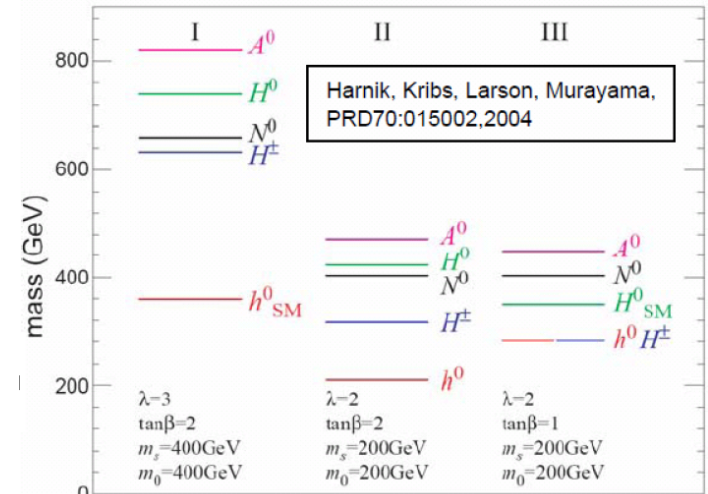 I II III
800
600
400
200
0
mass (GeV)
Harnik, Kribs, Larson, Murayama,
PRD70:015002,2004
A⁰
H⁰
N⁰
H±
h⁰SM
λ=3
tanβ=2
mₛ=400GeV
m₀=400GeV
A⁰
H⁰
N⁰
H±
h⁰
λ=2
tanβ=2
mₛ=200GeV
m₀=200GeV
A⁰
N⁰
H⁰SM
h⁰ H±
λ=2
tanβ=1
mₛ=200GeV
m₀=200GeV